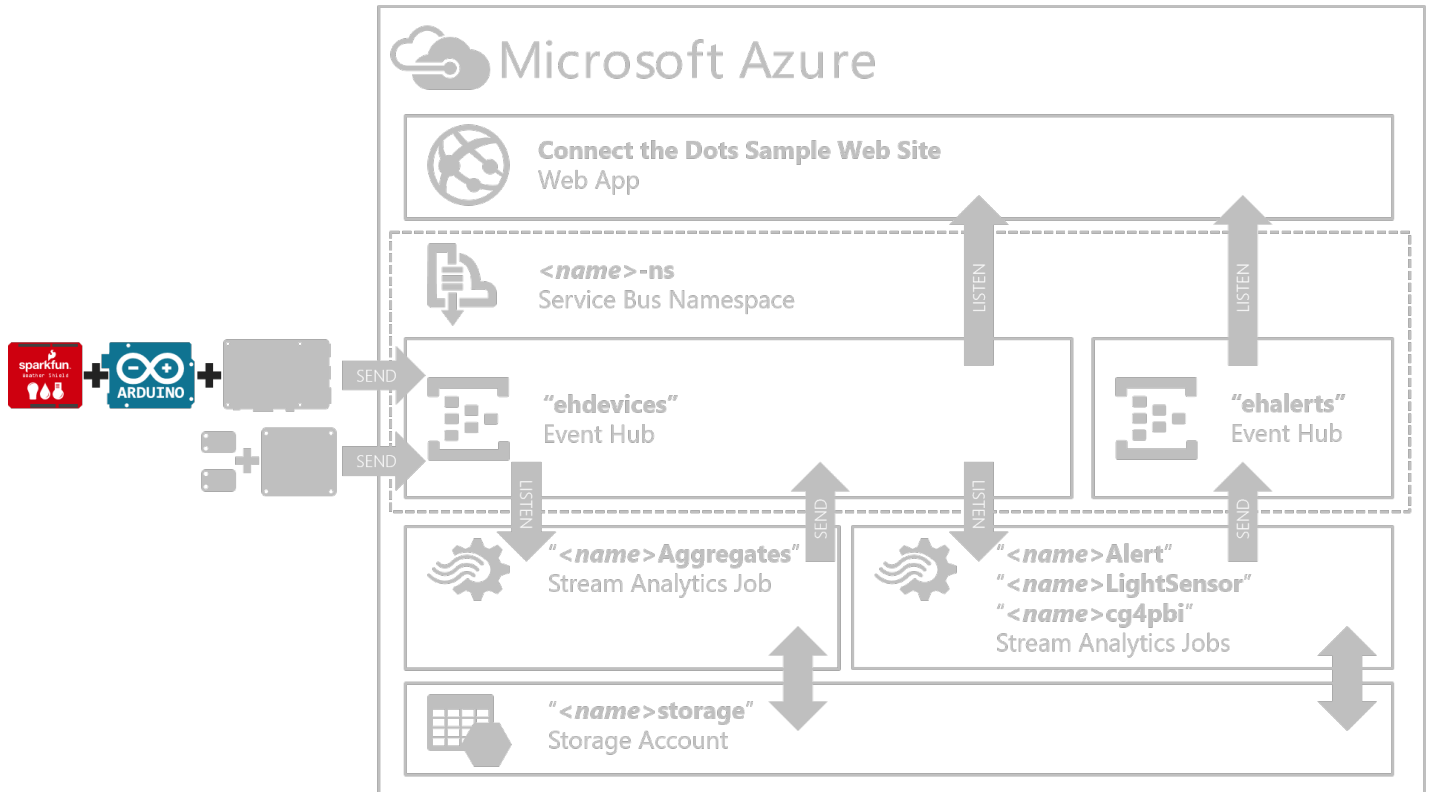 Microsoft Azure
Connect the Dots Sample Web Site
Web App
<name>-ns
Service Bus Namespace
LISTEN
LISTEN
sparkfun
Weather Shield
ARDUINO
SEND
SEND
“ehdevices”
Event Hub
“ehalerts”
Event Hub
LISTEN
SEND
LISTEN
SEND
“<name>Aggregates”
Stream Analytics Job
“<name>Alert”
“<name>LightSensor”
“<name>cg4pbi”
Stream Analytics Jobs
“<name>storage”
Storage Account